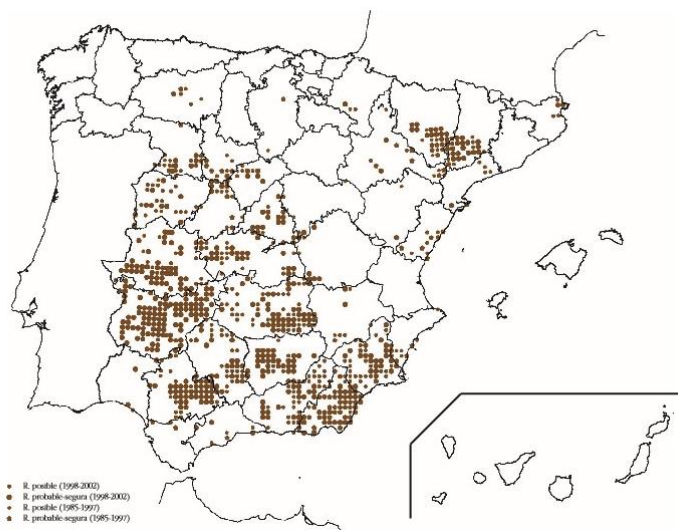 R. posible (1998-2002)
R. probable-segura (1998-2002)
R. posible (1985-1997)
R. probable-segura (1985-1997)